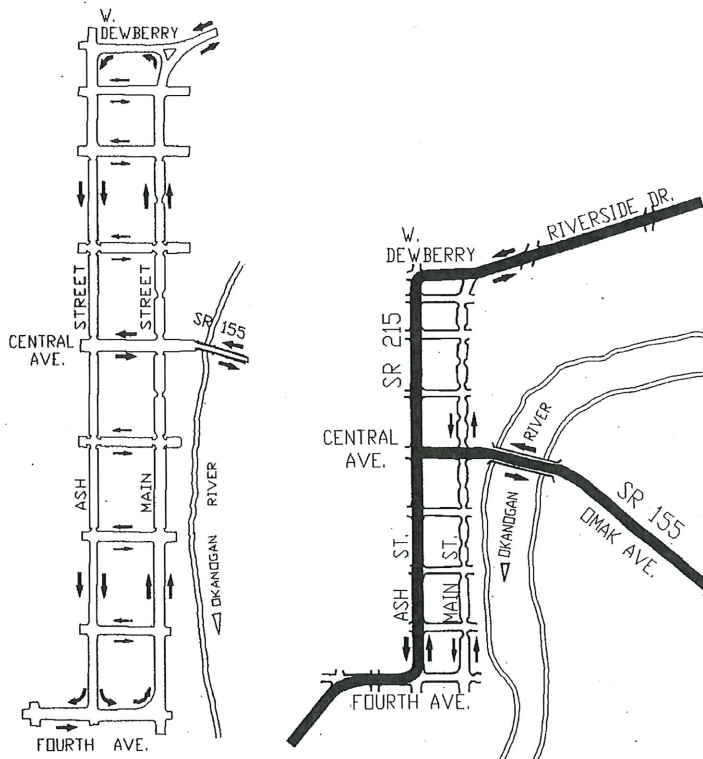 W.
DEWBERRY
STREET
STREET
SR 155
CENTRAL
AVE.
ASH
MAIN
RIVER
OKANOGAN
FOURTH AVE.
RIVERSIDE DR.
W.
DEWBERRY
SR 215
CENTRAL
AVE.
RIVER
SR 155
OMAK AVE.
OKANOGAN
ASH ST.
MAIN ST.
FOURTH AVE.